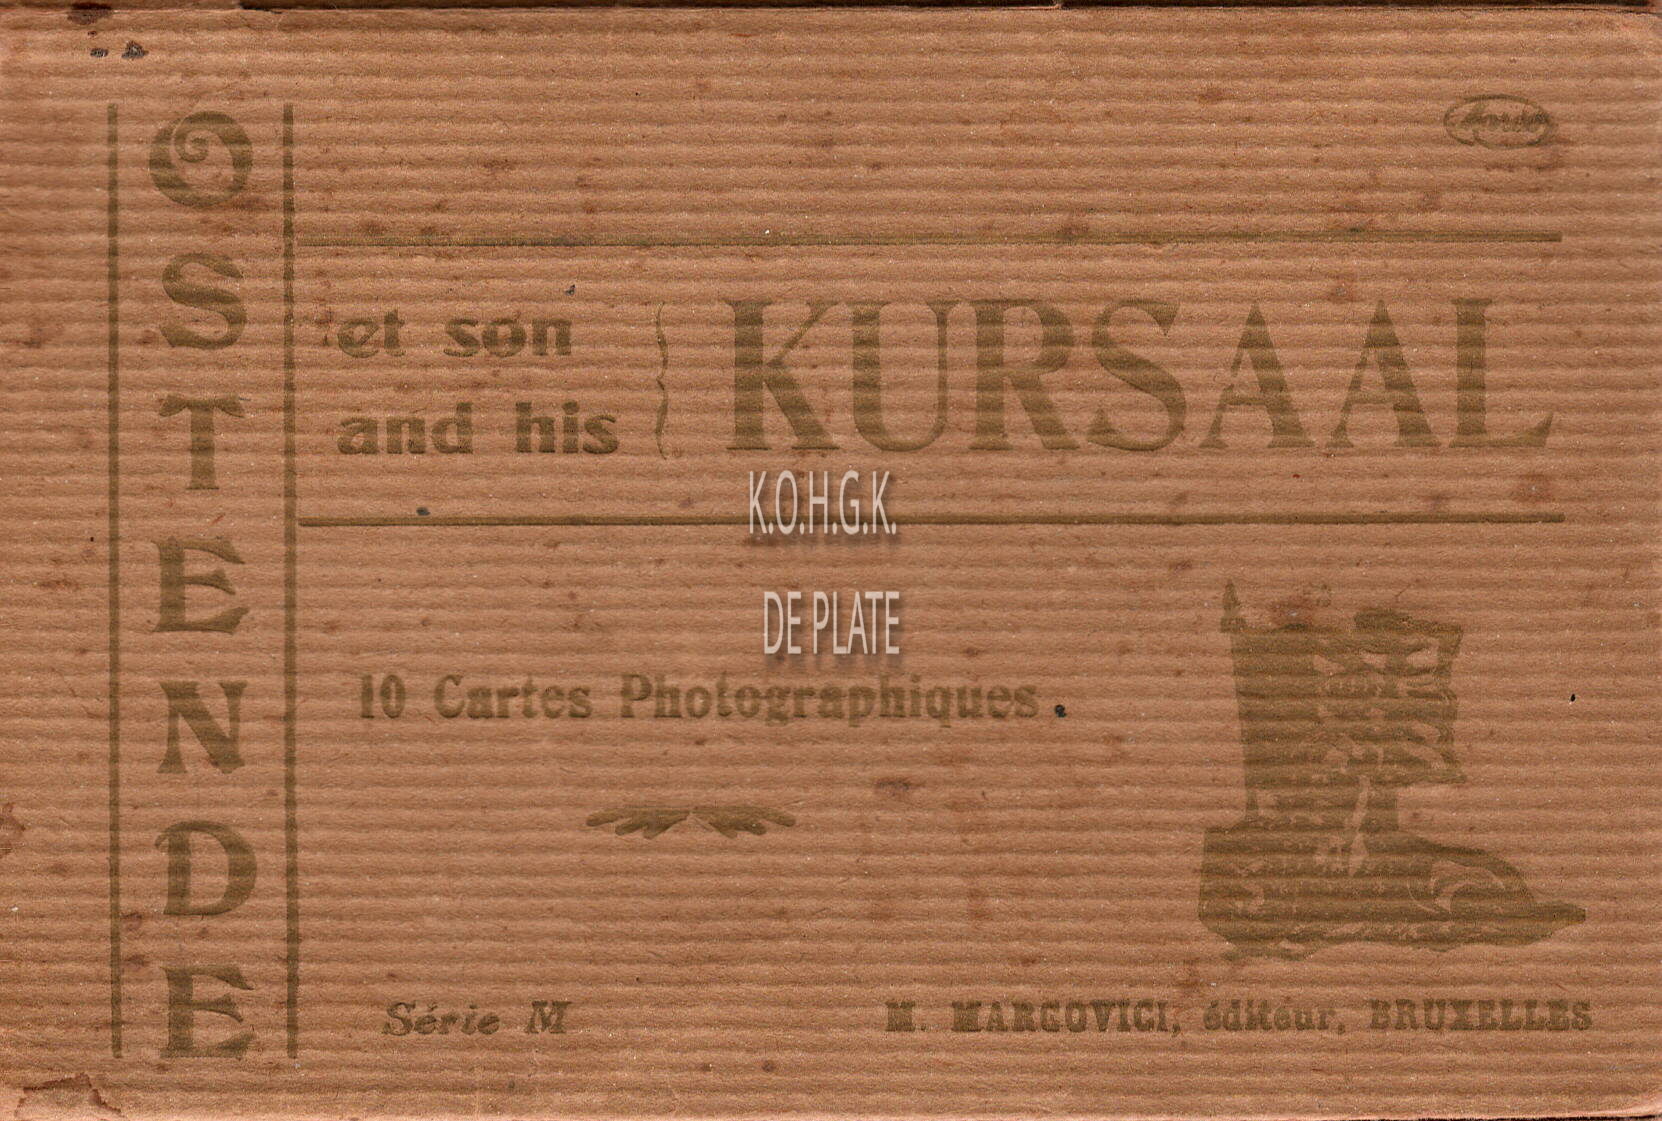 OSTENDE
et son
and his
KURSAAL
K.O.H.G.K.
DE PLATE
10 Cartes Photographiques.
Série M
M. MARCOVICI, éditeur, BRUXELLES